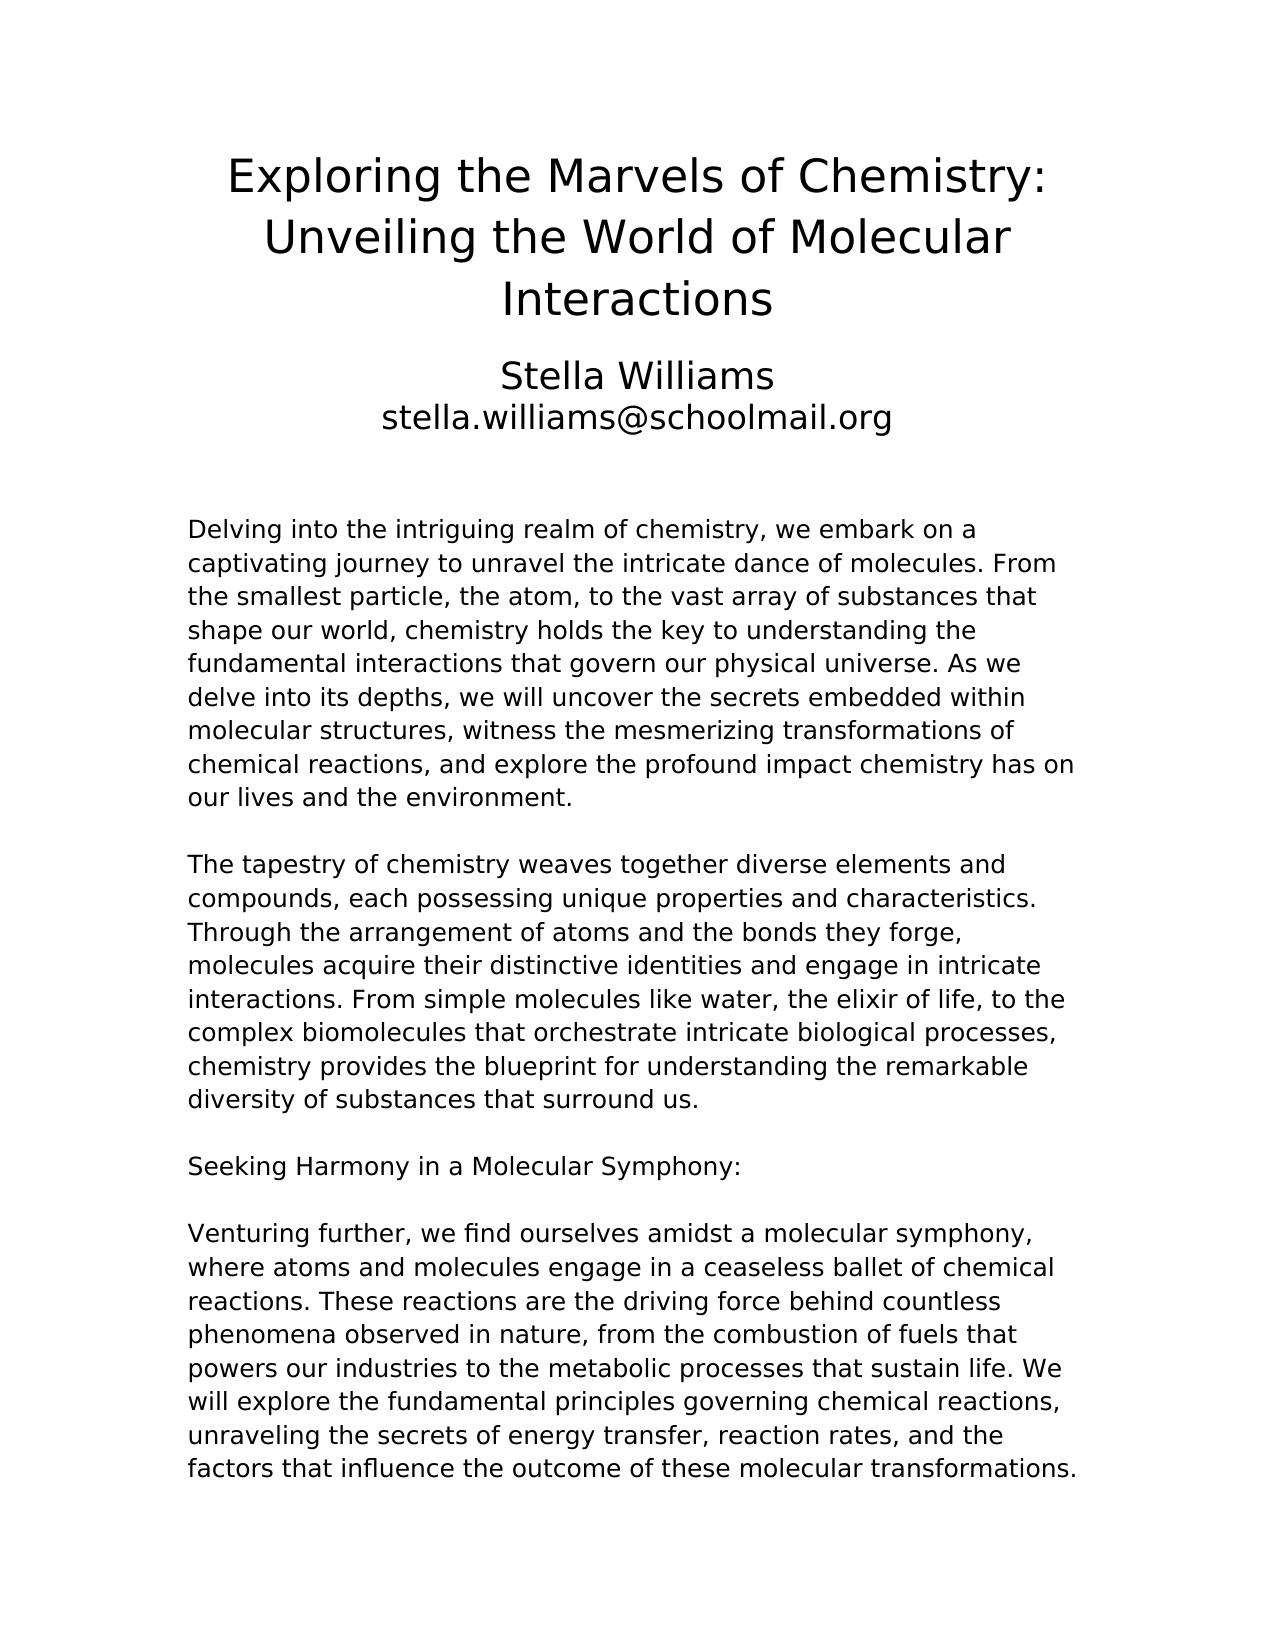 Exploring the Marvels of Chemistry:
Unveiling the World of Molecular
Interactions
Stella Williams
stella.williams@schoolmail.org
Delving into the intriguing realm of chemistry, we embark on a
captivating journey to unravel the intricate dance of molecules. From
the smallest particle, the atom, to the vast array of substances that
shape our world, chemistry holds the key to understanding the
fundamental interactions that govern our physical universe. As we
delve into its depths, we will uncover the secrets embedded within
molecular structures, witness the mesmerizing transformations of
chemical reactions, and explore the profound impact chemistry has on
our lives and the environment.
The tapestry of chemistry weaves together diverse elements and
compounds, each possessing unique properties and characteristics.
Through the arrangement of atoms and the bonds they forge,
molecules acquire their distinctive identities and engage in intricate
interactions. From simple molecules like water, the elixir of life, to the
complex biomolecules that orchestrate intricate biological processes,
chemistry provides the blueprint for understanding the remarkable
diversity of substances that surround us.
Seeking Harmony in a Molecular Symphony:
Venturing further, we find ourselves amidst a molecular symphony,
where atoms and molecules engage in a ceaseless ballet of chemical
reactions. These reactions are the driving force behind countless
phenomena observed in nature, from the combustion of fuels that
powers our industries to the metabolic processes that sustain life. We
will explore the fundamental principles governing chemical reactions,
unraveling the secrets of energy transfer, reaction rates, and the
factors that influence the outcome of these molecular transformations.